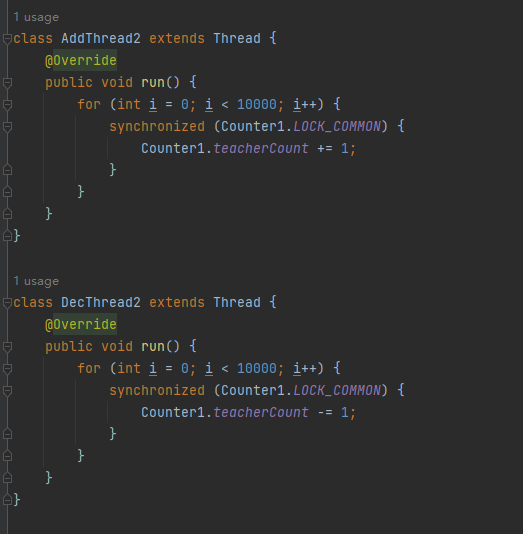 1 usage
class AddThread2 extends Thread {
@Override
public void run() {
for (int i = 0; i < 10000; i++) {
synchronized (Counter1.LOCK_COMMON) {
Counter1.teacherCount += 1;
}
}
}
}
1 usage
class DecThread2 extends Thread {
@Override
public void run() {
for (int i = 0; i < 10000; i++) {
synchronized (Counter1.LOCK_COMMON) {
Counter1.teacherCount -= 1;
}
}
}
}